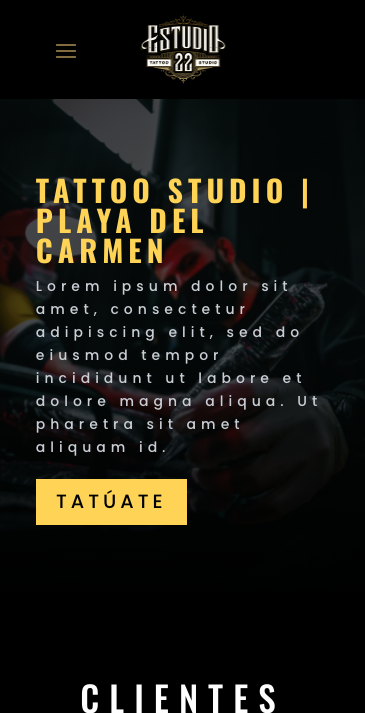 ESTUDIO
TATTOO 22 STUDIO
TATTOO STUDIO |
PLAYA DEL
CARMEN
Lorem ipsum dolor sit
amet, consectetur
adipiscing elit, sed do
eiusmod tempor
incididunt ut labore et
dolore magna aliqua. Ut
pharetra sit amet
aliquam id.
TATÚATE
CLIENTES